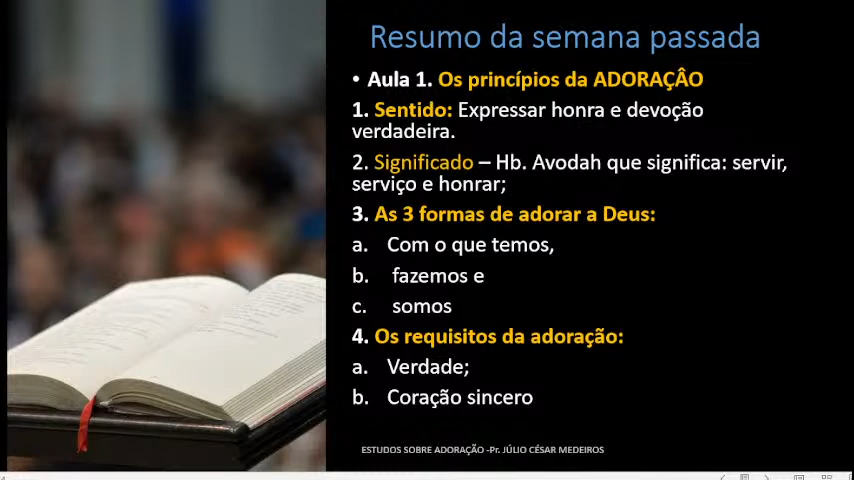 Resumo da semana passada
• Aula 1. Os princípios da ADORAÇÂO
1. Sentido: Expressar honra e devoção
verdadeira.
2. Significado – Hb. Avodah que significa: servir,
serviço e honrar;
3. As 3 formas de adorar a Deus:
a. Com o que temos,
b. fazemos e
c. somos
4. Os requisitos da adoração:
a. Verdade;
b. Coração sincero
ESTUDOS SOBRE ADORAÇÃO -Pr. JÚLIO CÉSAR MEDEIROS